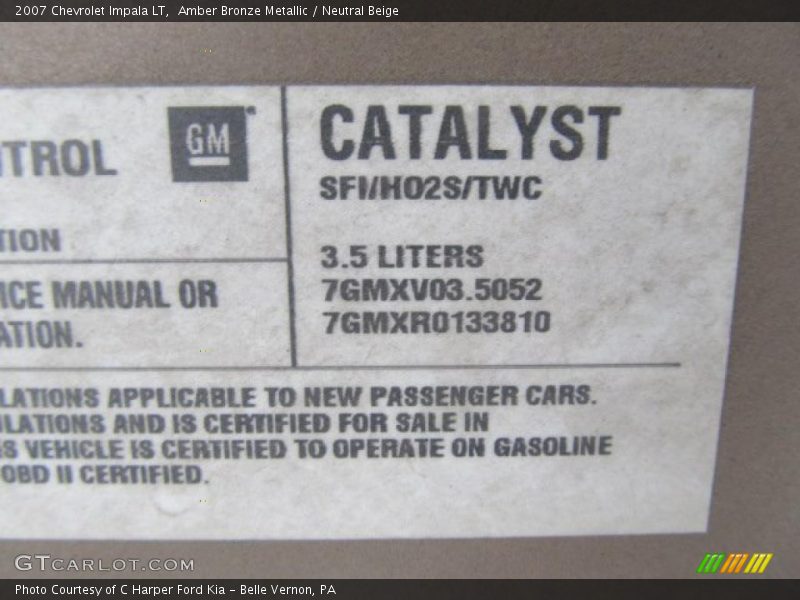 2007 Chevrolet Impala LT, Amber Bronze Metallic / Neutral Beige
TROL
GM
CATALYST
SFI/HO2S/TWC
TION
3.5 LITERS
ICE MANUAL OR
7GMXV03.5052
ATION.
7GMXR0133810
LATIONS APPLICABLE TO NEW PASSENGER CARS.
ULATIONS AND IS CERTIFIED FOR SALE IN
S VEHICLE IS CERTIFIED TO OPERATE ON GASOLINE
OBD II CERTIFIED.
GTCARLOT.COM
Photo Courtesy of C Harper Ford Kia - Belle Vernon, PA